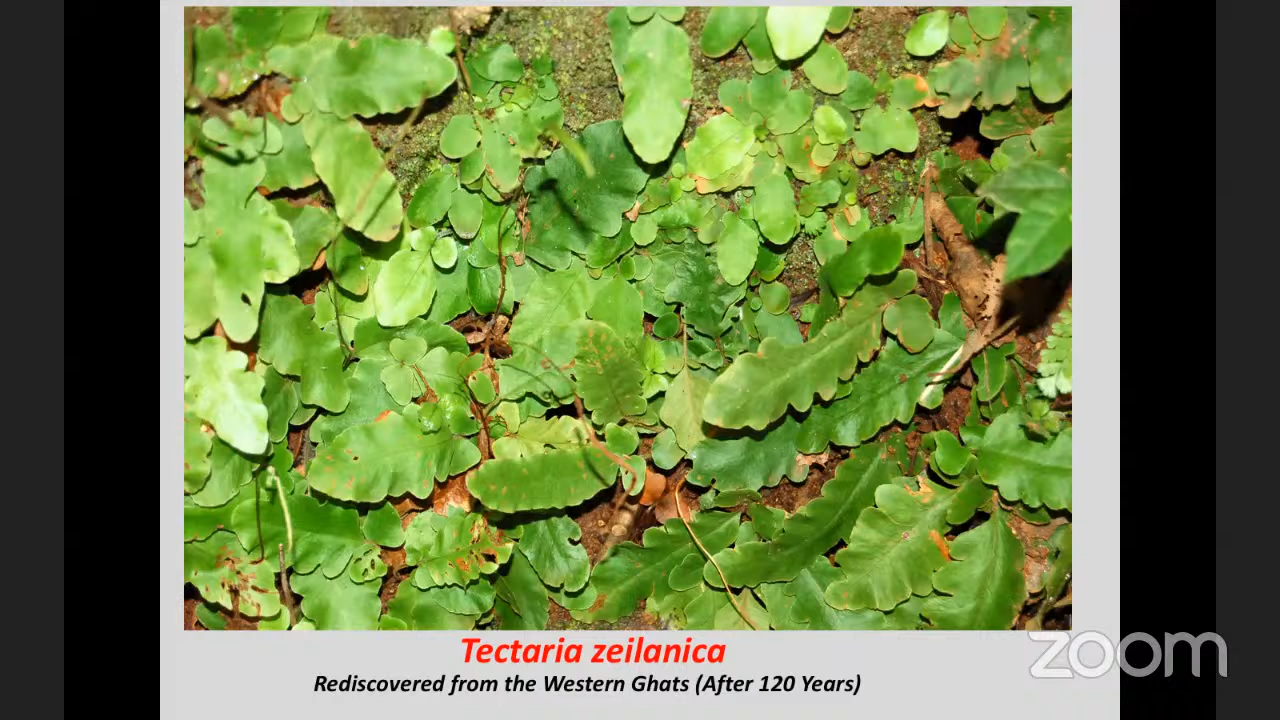 Tectaria zeilanica
Rediscovered from the Western Ghats (After 120 Years)
zoom